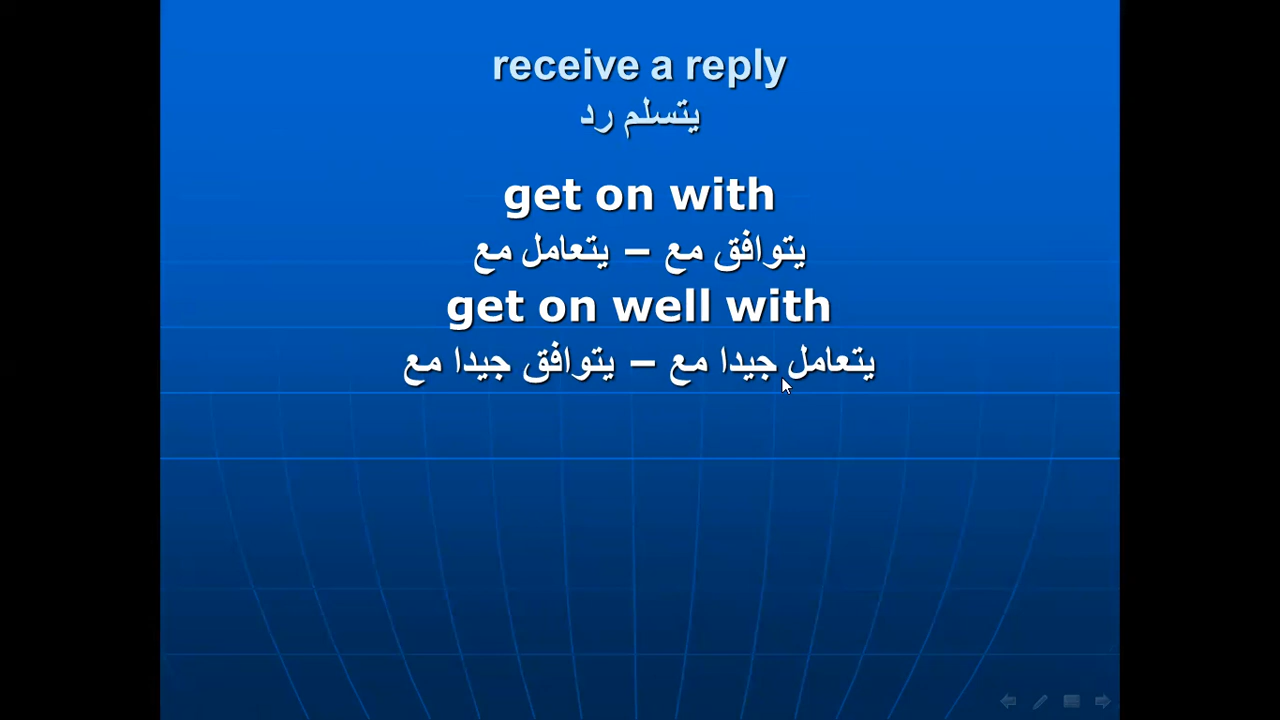 receive a reply
يتسلم رد
get on with
يتوافق مع – يتعامل مع
get on well with
يتعامل جيدا مع – يتوافق جيدا مع